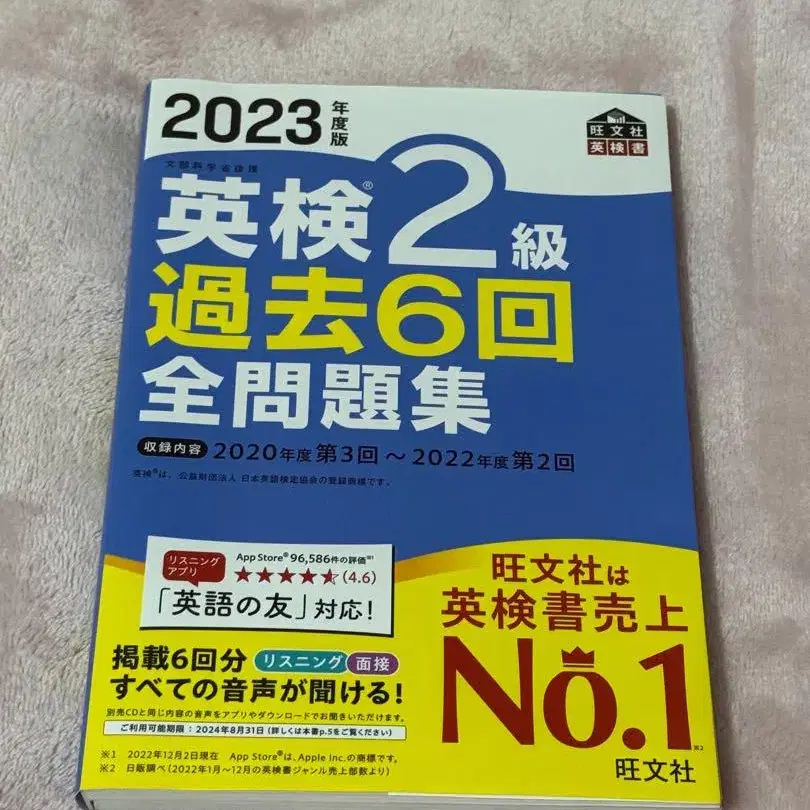 2023年度版
旺文社
英検書
文部科学省後援
英検®2級
過去6回
全問題集
収録内容 2020年度 第3回 ～ 2022年度 第2回
英検®は、公益財団法人 日本英語検定協会の登録商標です。
リスニング
アプリ
App Store® 96,586件の評価※1
★★★★★(4.6)
「英語の友」対応！
掲載6回分 リスニング 面接
すべての音声が聞ける！
別売CDと同じ内容の音声をアプリやダウンロードでお聞きいただけます。
ご利用可能期限：2024年8月31日（詳しくは本書p.5をご覧ください）
※1 2022年12月2日現在 App Store®は、Apple Inc.の商標です。
※2 日販調べ（2022年1月～12月の英検書ジャンル売上部数より）
旺文社は
英検書売上
No.1※2
旺文社